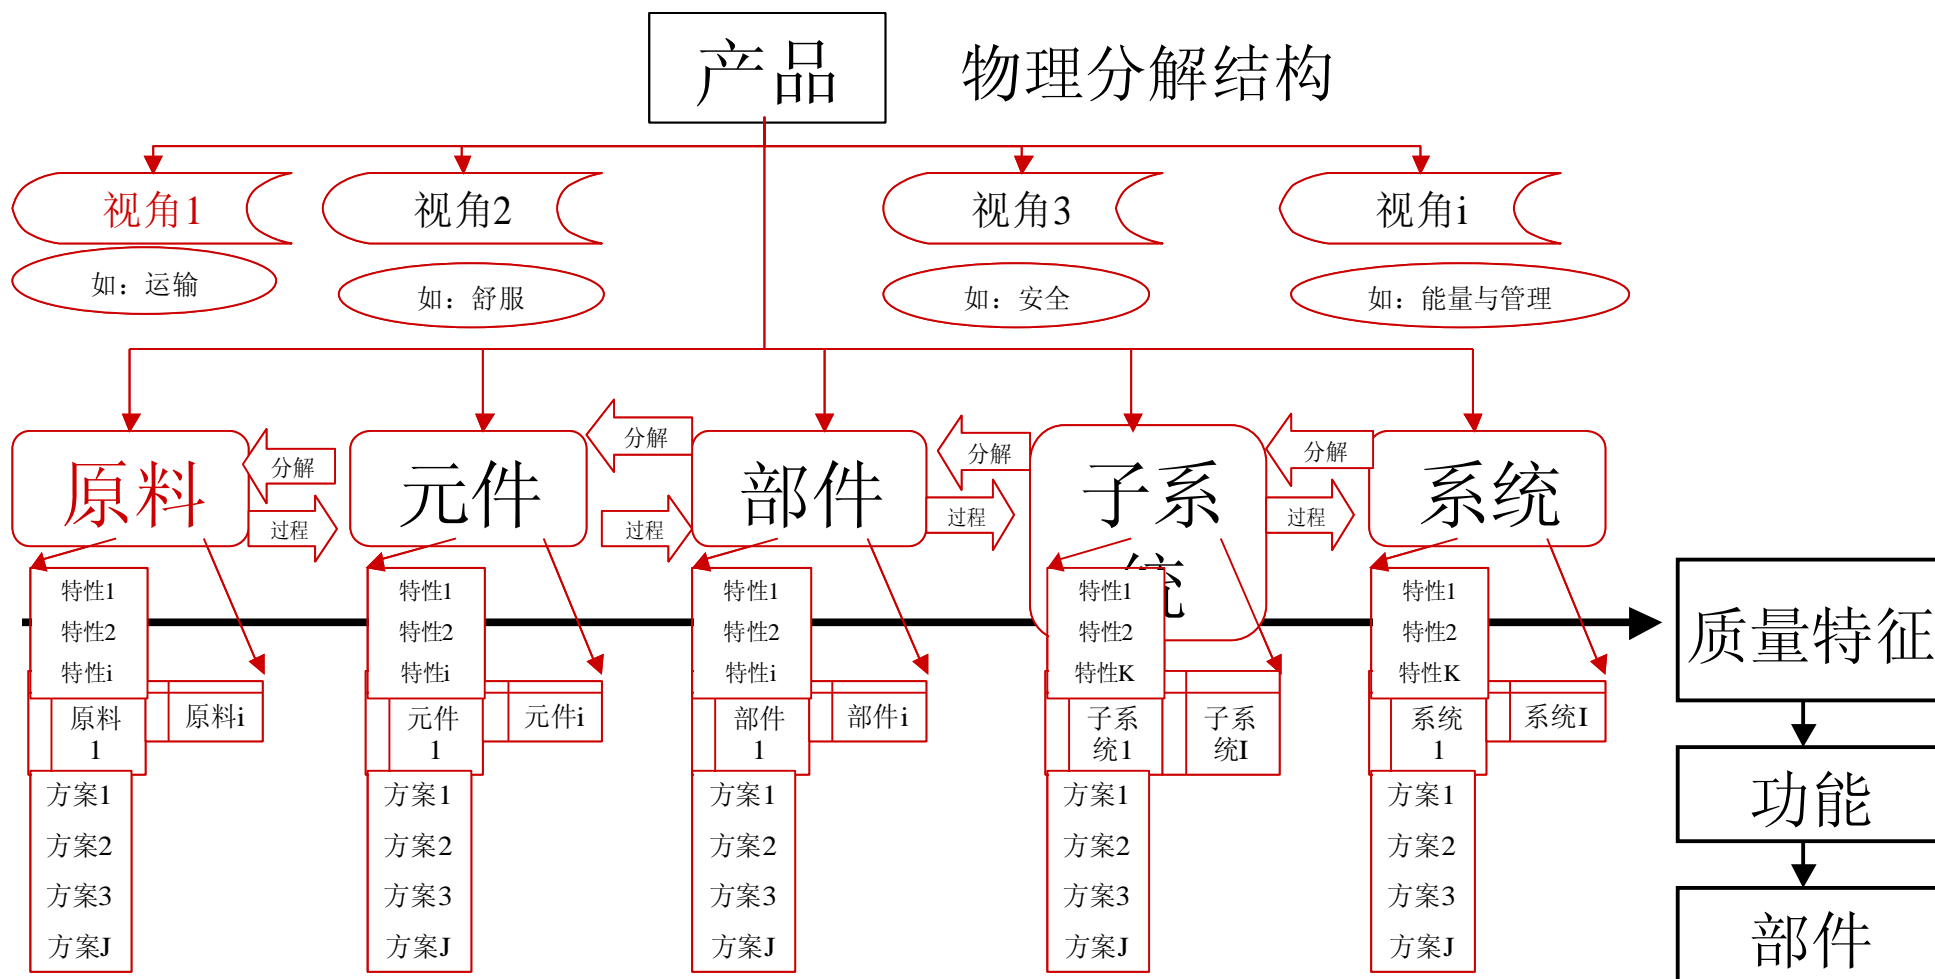 产品
物理分解结构
视角1
视角2
视角3
视角i
如：运输
如：舒服
如：安全
如：能量与管理
原料
元件
部件
子系
统
系统
分解
分解
分解
分解
过程
过程
过程
过程
特性1
特性2
特性i
特性1
特性2
特性i
特性1
特性2
特性i
特性1
特性2
特性K
特性1
特性2
特性K
原料
1
原料i
元件
1
元件i
部件
1
部件i
子系
统1
子系
统I
系统
1
系统I
方案1
方案2
方案3
方案J
方案1
方案2
方案3
方案J
方案1
方案2
方案3
方案J
方案1
方案2
方案3
方案J
方案1
方案2
方案3
方案J
质量特征
功能
部件